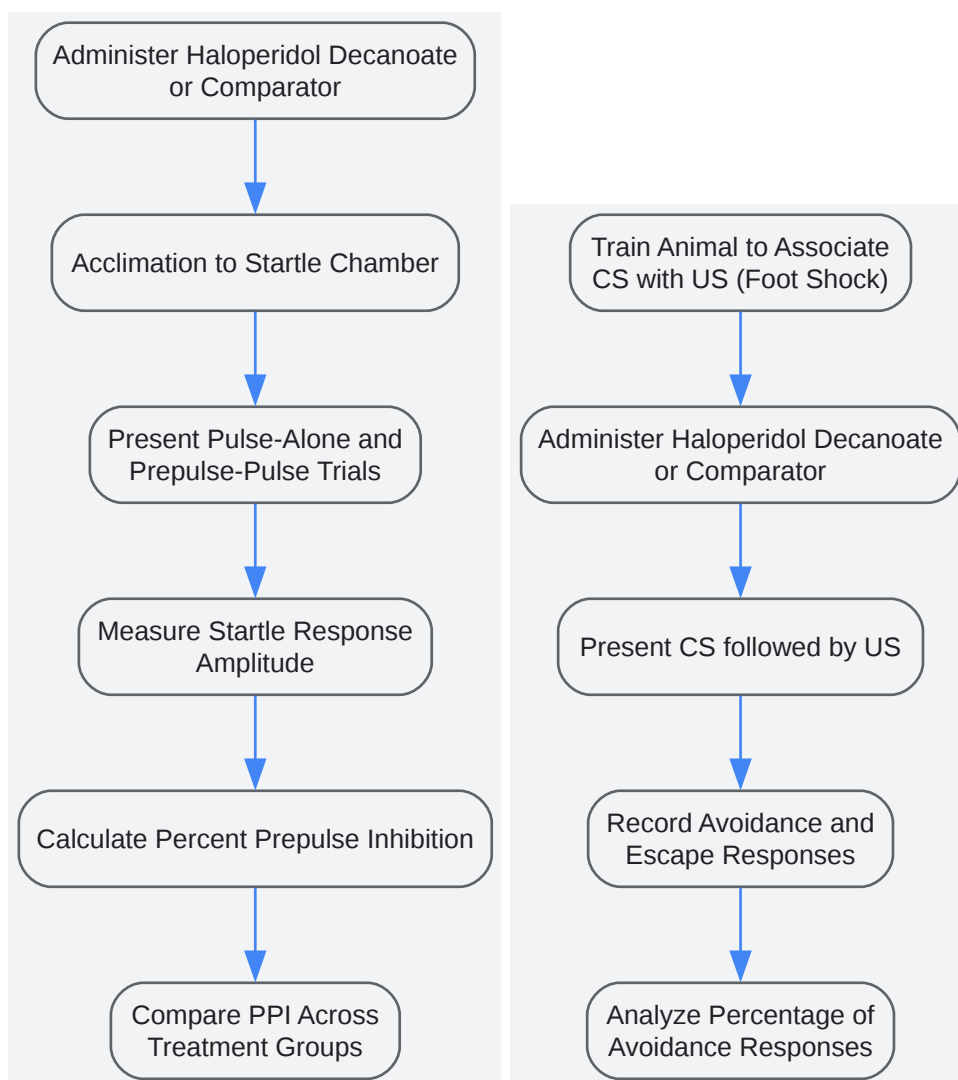 Administer Haloperidol Decanoate
or Comparator
Acclimation to Startle Chamber
Present Pulse-Alone and
Prepulse-Pulse Trials
Measure Startle Response
Amplitude
Calculate Percent Prepulse Inhibition
Compare PPI Across
Treatment Groups
Train Animal to Associate
CS with US (Foot Shock)
Administer Haloperidol Decanoate
or Comparator
Present CS followed by US
Record Avoidance and
Escape Responses
Analyze Percentage of
Avoidance Responses